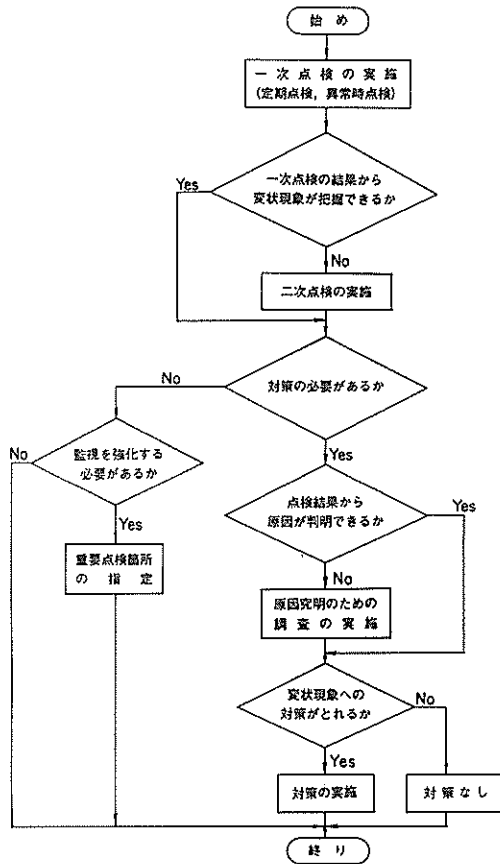 始め
一次点検の実施
(定期点検，異常時点検)
一次点検の結果から
変状現象が把握できるか
Yes
No
二次点検の実施
対策の必要があるか
No
Yes
監視を強化する
必要があるか
No
Yes
重要点検箇所
の指定
点検結果から
原因が判明できるか
Yes
No
原因究明のための
調査の実施
変状現象への
対策がとれるか
No
Yes
対策の実施
対策なし
終り